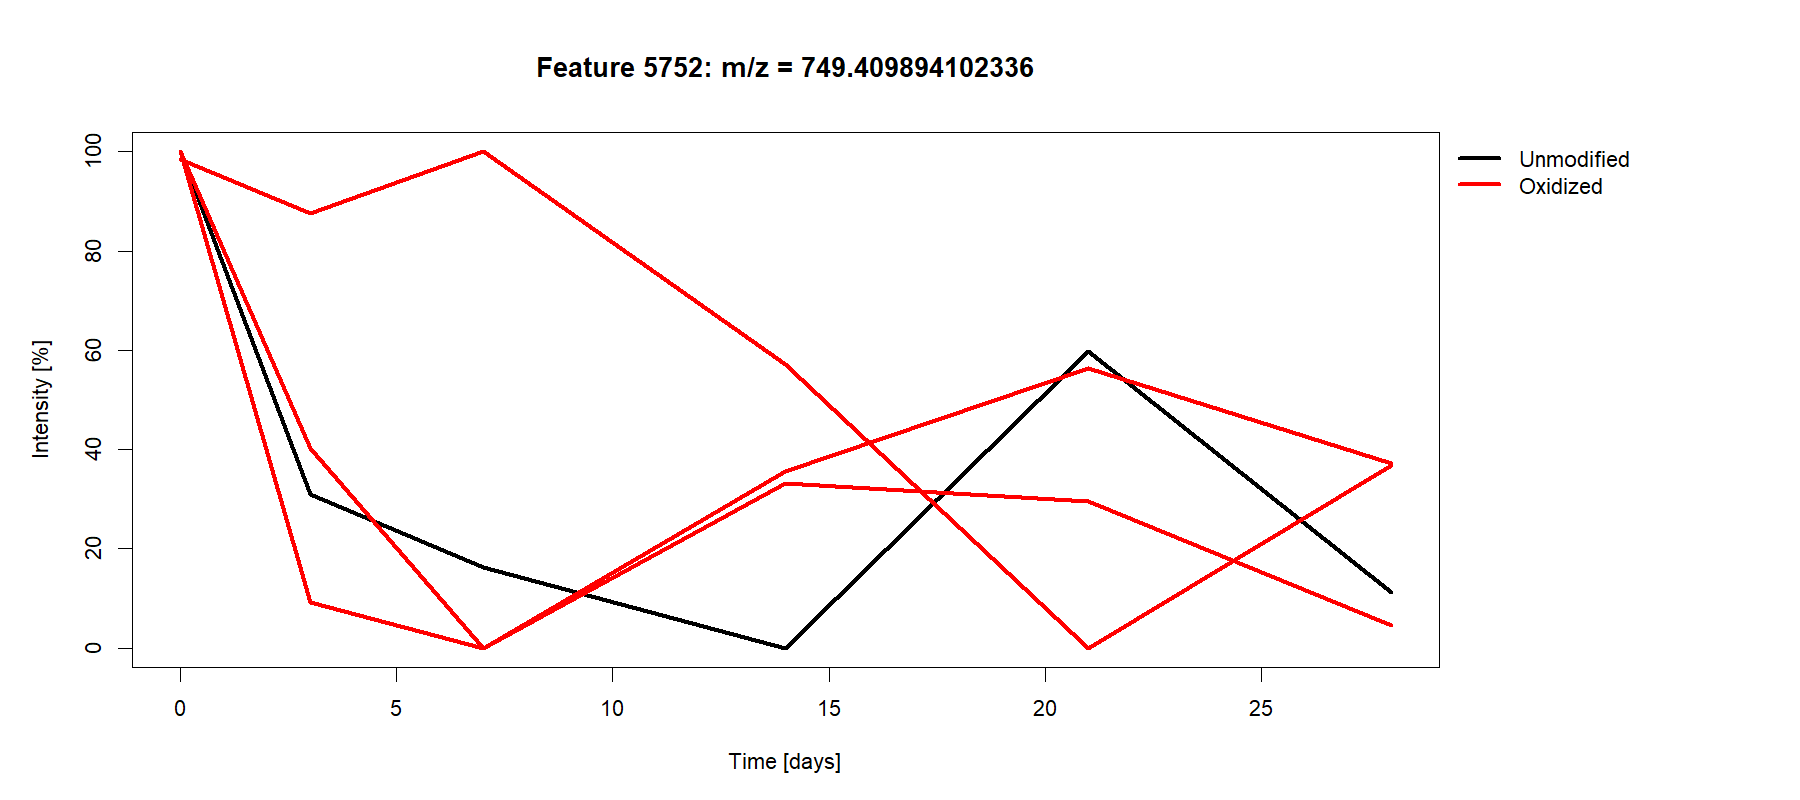 Feature 5752: m/z = 749.409894102336
Unmodified
Oxidized
Intensity [%]
100
80
60
40
20
0
0 5 10 15 20 25
Time [days]